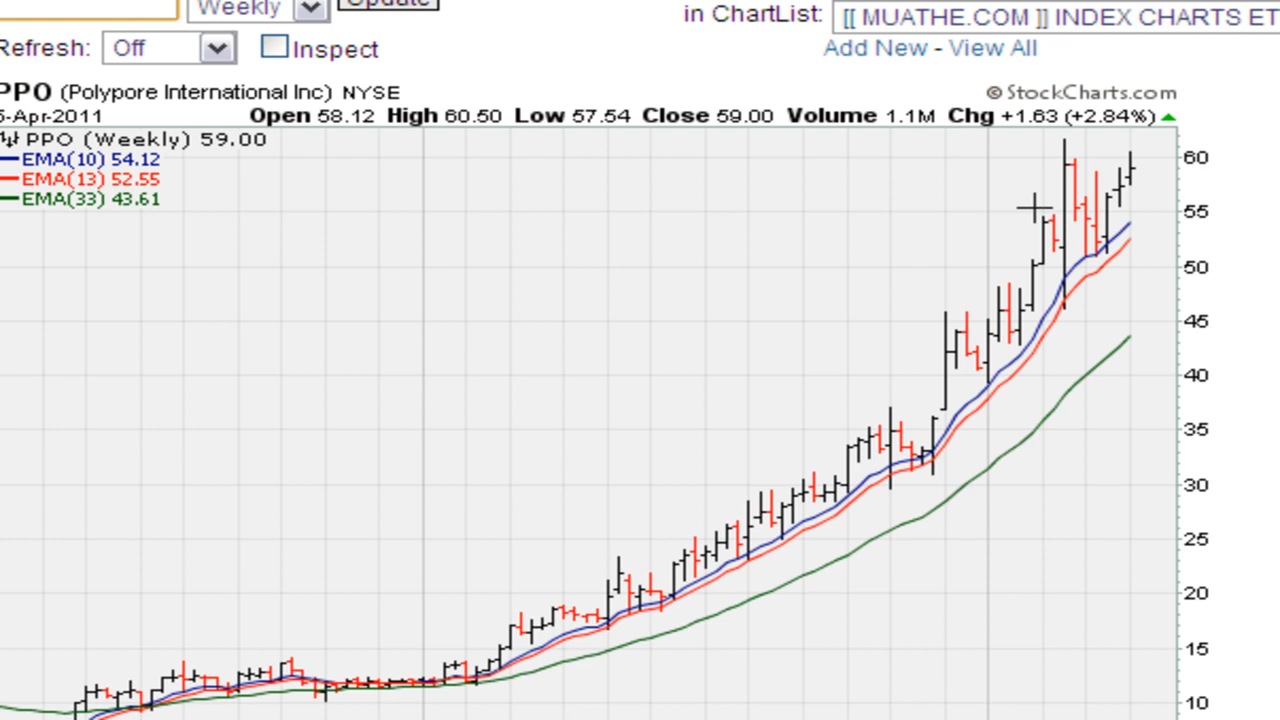 Weekly Update in ChartList: [[ MUATHE.COM ]] INDEX CHARTS ET
Refresh: Off Inspect Add New - View All
PPO (Polypore International Inc) NYSE © StockCharts.com
5-Apr-2011 Open 58.12 High 60.50 Low 57.54 Close 59.00 Volume 1.1M Chg +1.63 (+2.84%)
PPO (Weekly) 59.00
EMA(10) 54.12
EMA(13) 52.55
EMA(33) 43.61
60
55
50
45
40
35
30
25
20
15
10